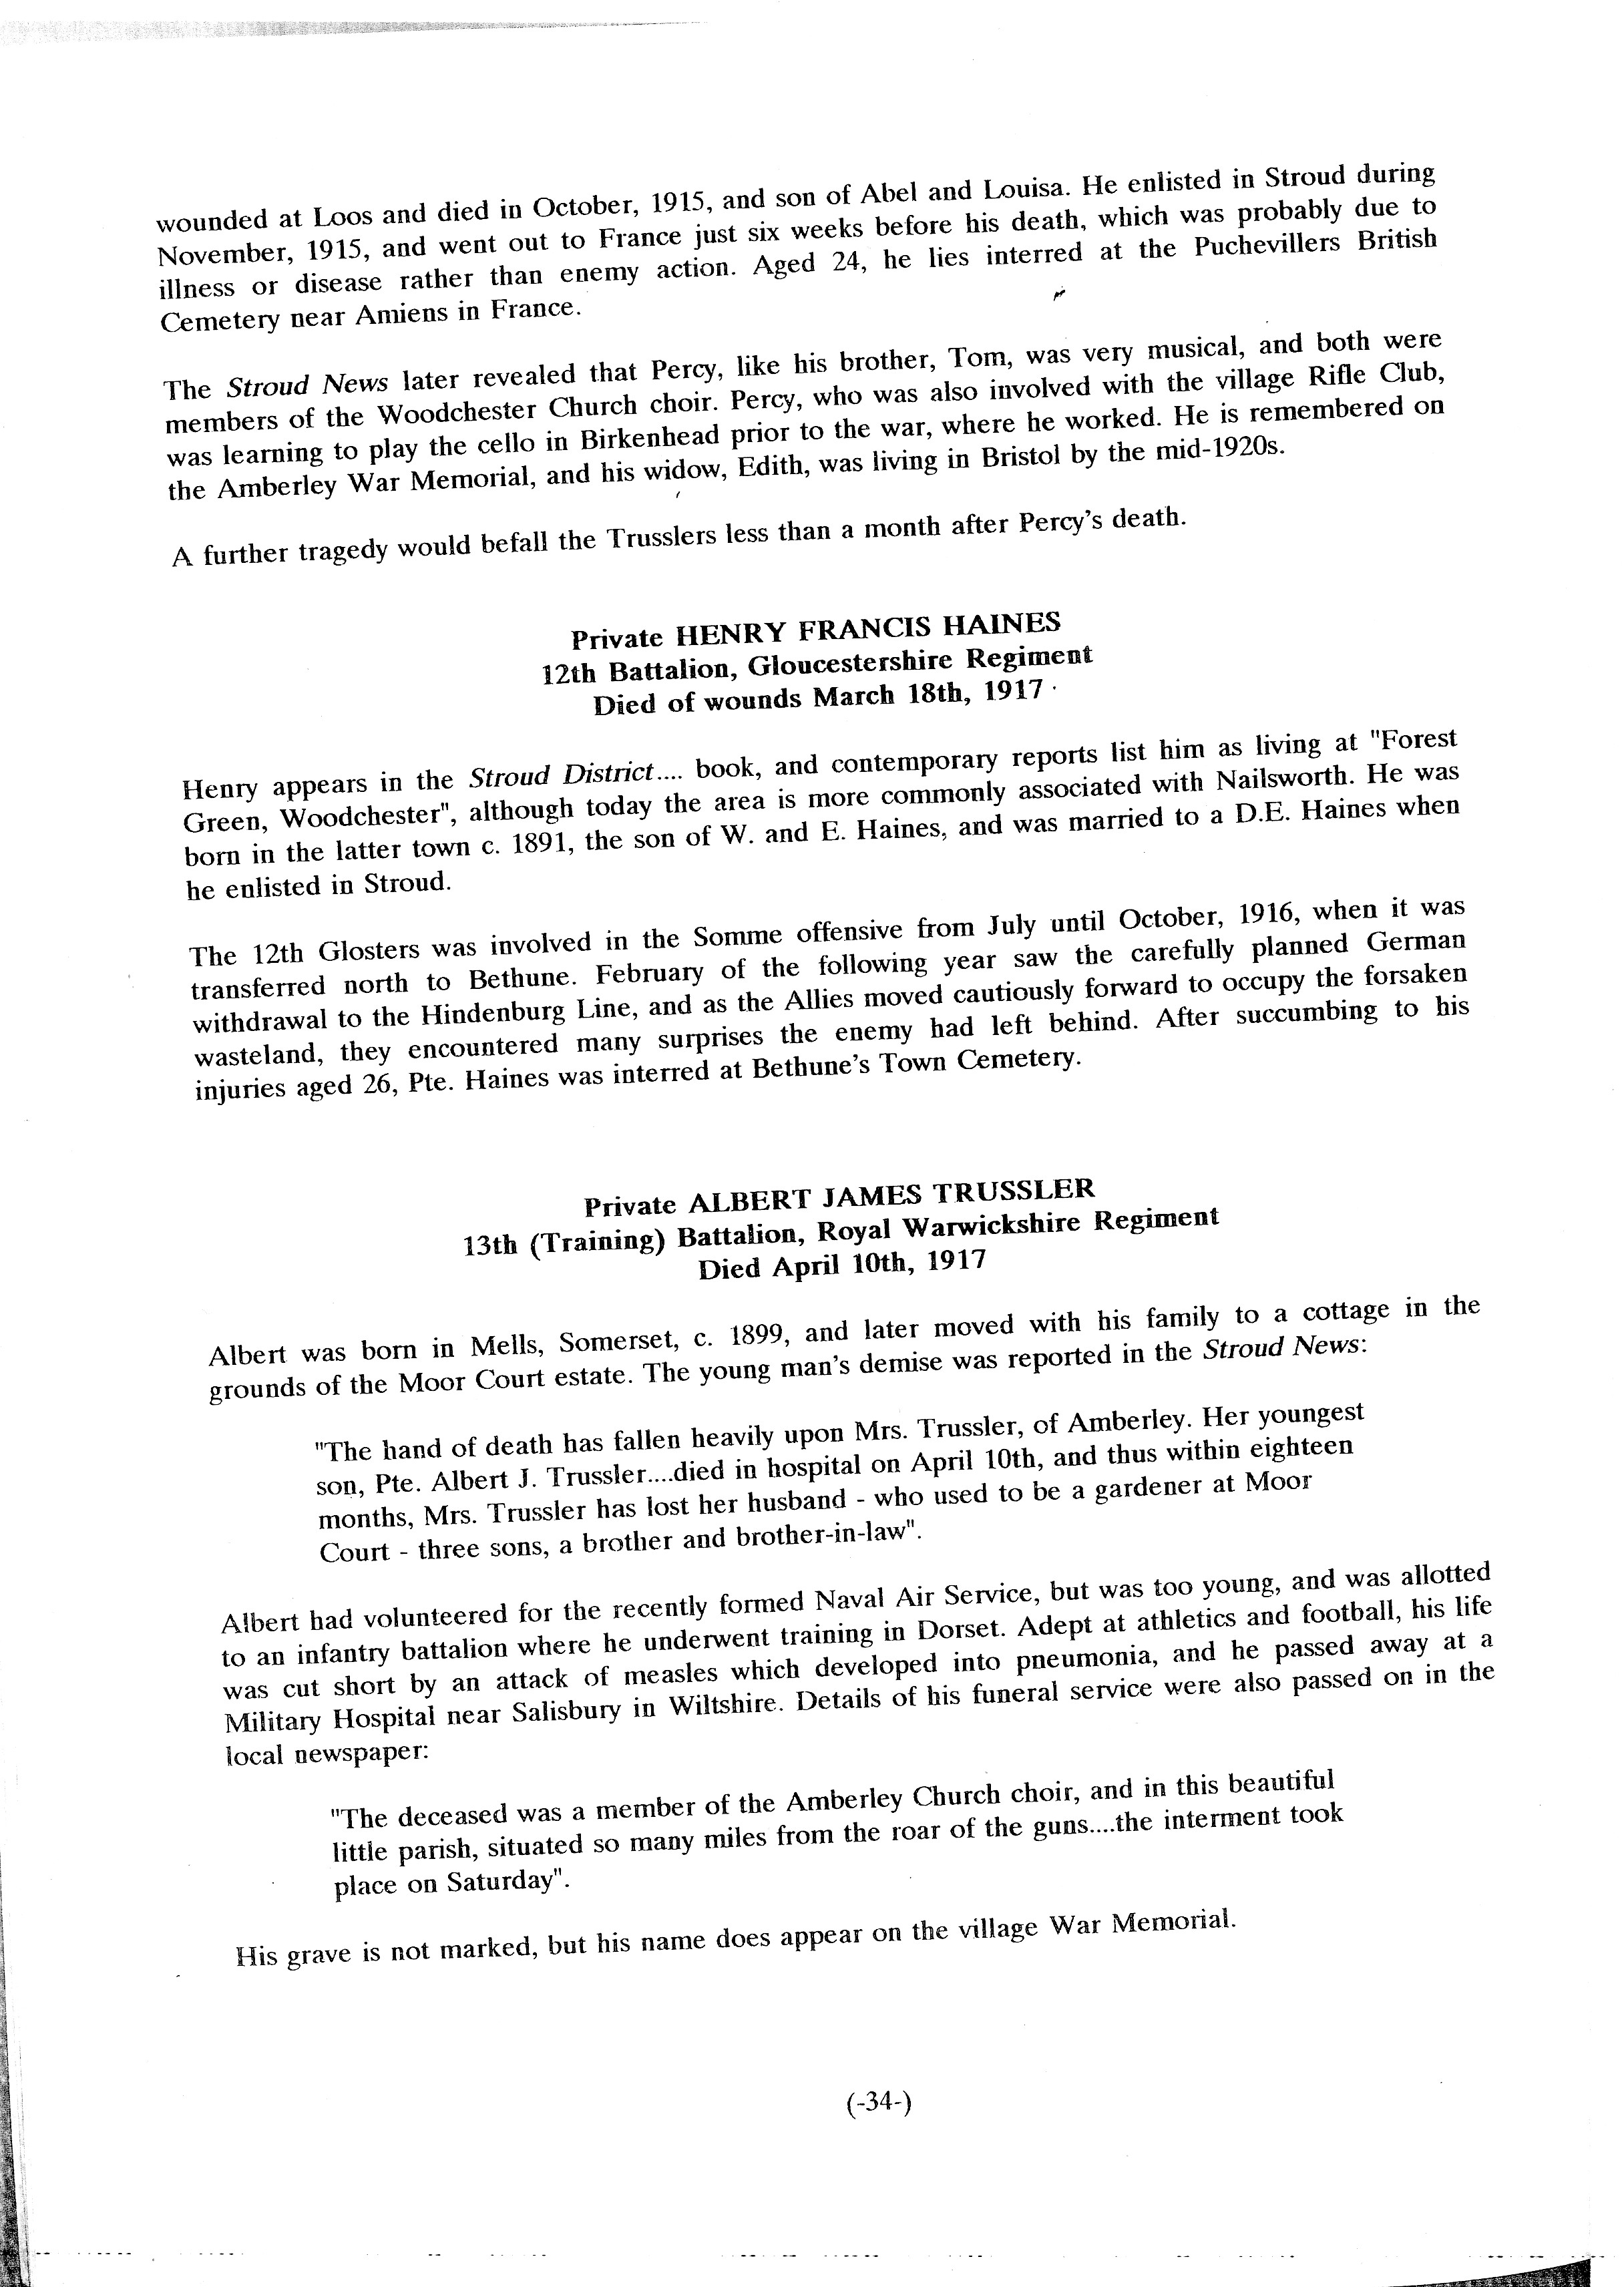 wounded at Loos and died in October, 1915, and son of Abel and Louisa. He enlisted in Stroud during
November, 1915, and went out to France just six weeks before his death, which was probably due to
illness or disease rather than enemy action. Aged 24, he lies interred at the Puchevillers British
Cemetery near Amiens in France.
The Stroud News later revealed that Percy, like his brother, Tom, was very musical, and both were
members of the Woodchester Church choir. Percy, who was also involved with the village Rifle Club,
was learning to play the cello in Birkenhead prior to the war, where he worked. He is remembered on
the Amberley War Memorial, and his widow, Edith, was living in Bristol by the mid-1920s.
A further tragedy would befall the Trusslers less than a month after Percy's death.
Private HENRY FRANCIS HAINES
12th Battalion, Gloucestershire Regiment
Died of wounds March 18th, 1917
Henry appears in the Stroud District.... book, and contemporary reports list him as living at "Forest
Green, Woodchester", although today the area is more commonly associated with Nailsworth. He was
born in the latter town c. 1891, the son of W. and E. Haines, and was married to a D.E. Haines when
he enlisted in Stroud.
The 12th Glosters was involved in the Somme offensive from July until October, 1916, when it was
transferred north to Bethune. February of the following year saw the carefully planned German
withdrawal to the Hindenburg Line, and as the Allies moved cautiously forward to occupy the forsaken
wasteland, they encountered many surprises the enemy had left behind. After succumbing to his
injuries aged 26, Pte. Haines was interred at Bethune's Town Cemetery.
Private ALBERT JAMES TRUSSLER
13th (Training) Battalion, Royal Warwickshire Regiment
Died April 10th, 1917
Albert was born in Mells, Somerset, c. 1899, and later moved with his family to a cottage in the
grounds of the Moor Court estate. The young man's demise was reported in the Stroud News:
"The hand of death has fallen heavily upon Mrs. Trussler, of Amberley. Her youngest
son, Pte. Albert J. Trussler....died in hospital on April 10th, and thus within eighteen
months, Mrs. Trussler has lost her husband - who used to be a gardener at Moor
Court - three sons, a brother and brother-in-law".
Albert had volunteered for the recently formed Naval Air Service, but was too young, and was allotted
to an infantry battalion where he underwent training in Dorset. Adept at athletics and football, his life
was cut short by an attack of measles which developed into pneumonia, and he passed away at a
Military Hospital near Salisbury in Wiltshire. Details of his funeral service were also passed on in the
local newspaper:
"The deceased was a member of the Amberley Church choir, and in this beautiful
little parish, situated so many miles from the roar of the guns....the interment took
place on Saturday".
His grave is not marked, but his name does appear on the village War Memorial.
(-34-)